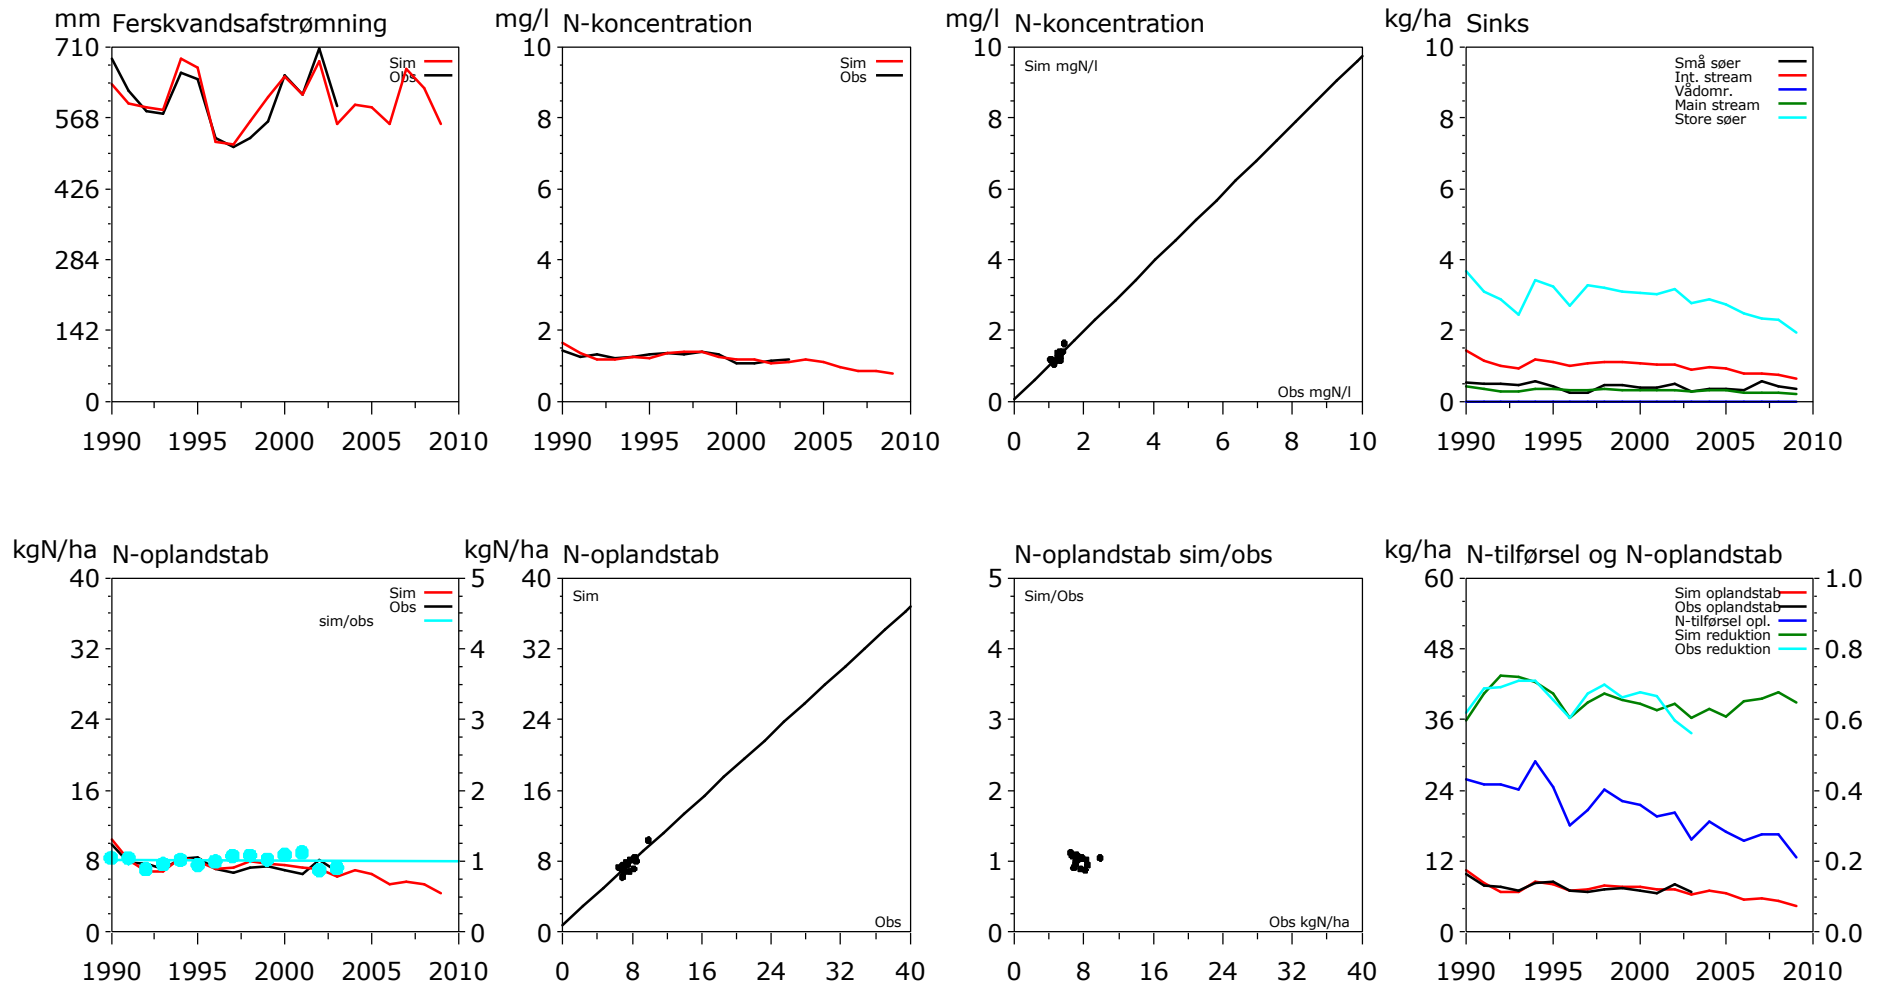 mm Ferskvandsafstrømning
710
568
426
284
142
0
1990 1995 2000 2005 2010
Sim
Obs
mg/l N-koncentration
10
8
6
4
2
0
1990 1995 2000 2005 2010
Sim
Obs
mg/l N-koncentration
10
8
6
4
2
0
0 2 4 6 8 10
Sim mgN/l
Obs mgN/l
kg/ha Sinks
10
8
6
4
2
0
1990 1995 2000 2005 2010
Små søer
Int. stream
Vådomr.
Main stream
Store søer
kgN/ha N-oplandstab
40
32
24
16
8
0
5
4
3
2
1
0
1990 1995 2000 2005 2010
Sim
Obs
sim/obs
kgN/ha N-oplandstab
40
32
24
16
8
0
0 8 16 24 32 40
Sim
Obs
N-oplandstab sim/obs
5
4
3
2
1
0
0 8 16 24 32 40
Sim/Obs
Obs kgN/ha
kg/ha N-tilførsel og N-oplandstab
60
48
36
24
12
0
1.0
0.8
0.6
0.4
0.2
0.0
1990 1995 2000 2005 2010
Sim oplandstab
Obs oplandstab
N-tilførsel opl.
Sim reduktion
Obs reduktion